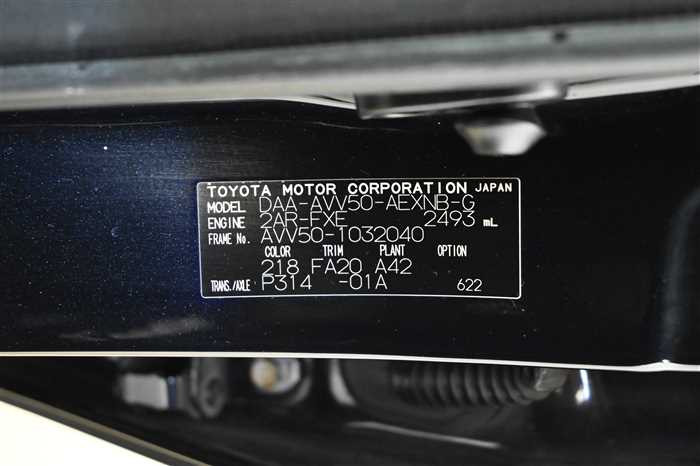 TOYOTA MOTOR CORPORATION JAPAN
MODEL DAA-AVV50-AEXNB-G
ENGINE 2AR-FXE 2493 mL
FRAME No. AVV50-1032040
COLOR TRIM PLANT OPTION
218 FA20 A42
TRANS./AXLE P314 -01A 622